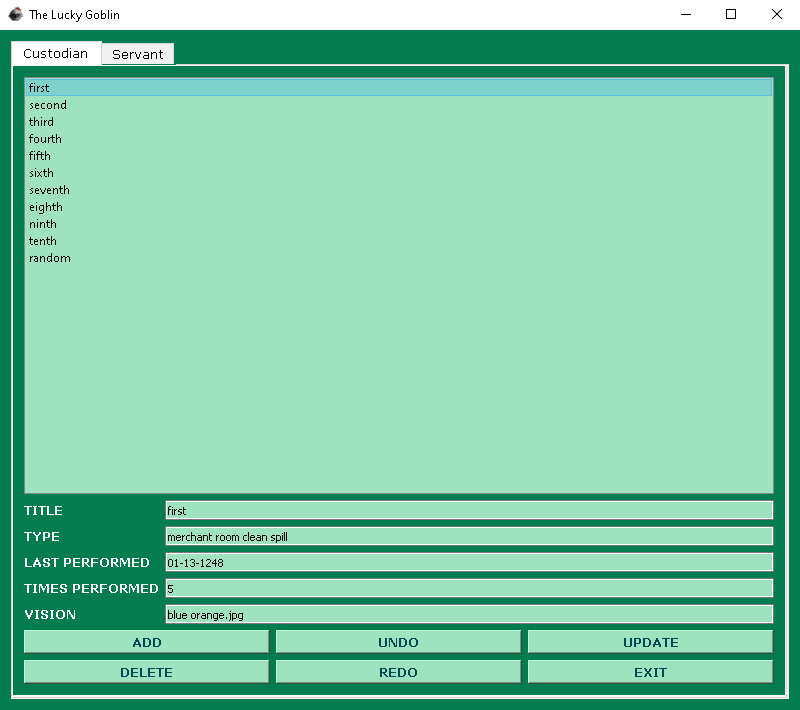 The Lucky Goblin
Custodian Servant
first
second
third
fourth
fifth
sixth
seventh
eighth
ninth
tenth
random
TITLE first
TYPE merchant room clean spill
LAST PERFORMED 01-13-1248
TIMES PERFORMED 5
VISION blue orange.jpg
ADD UNDO UPDATE
DELETE REDO EXIT